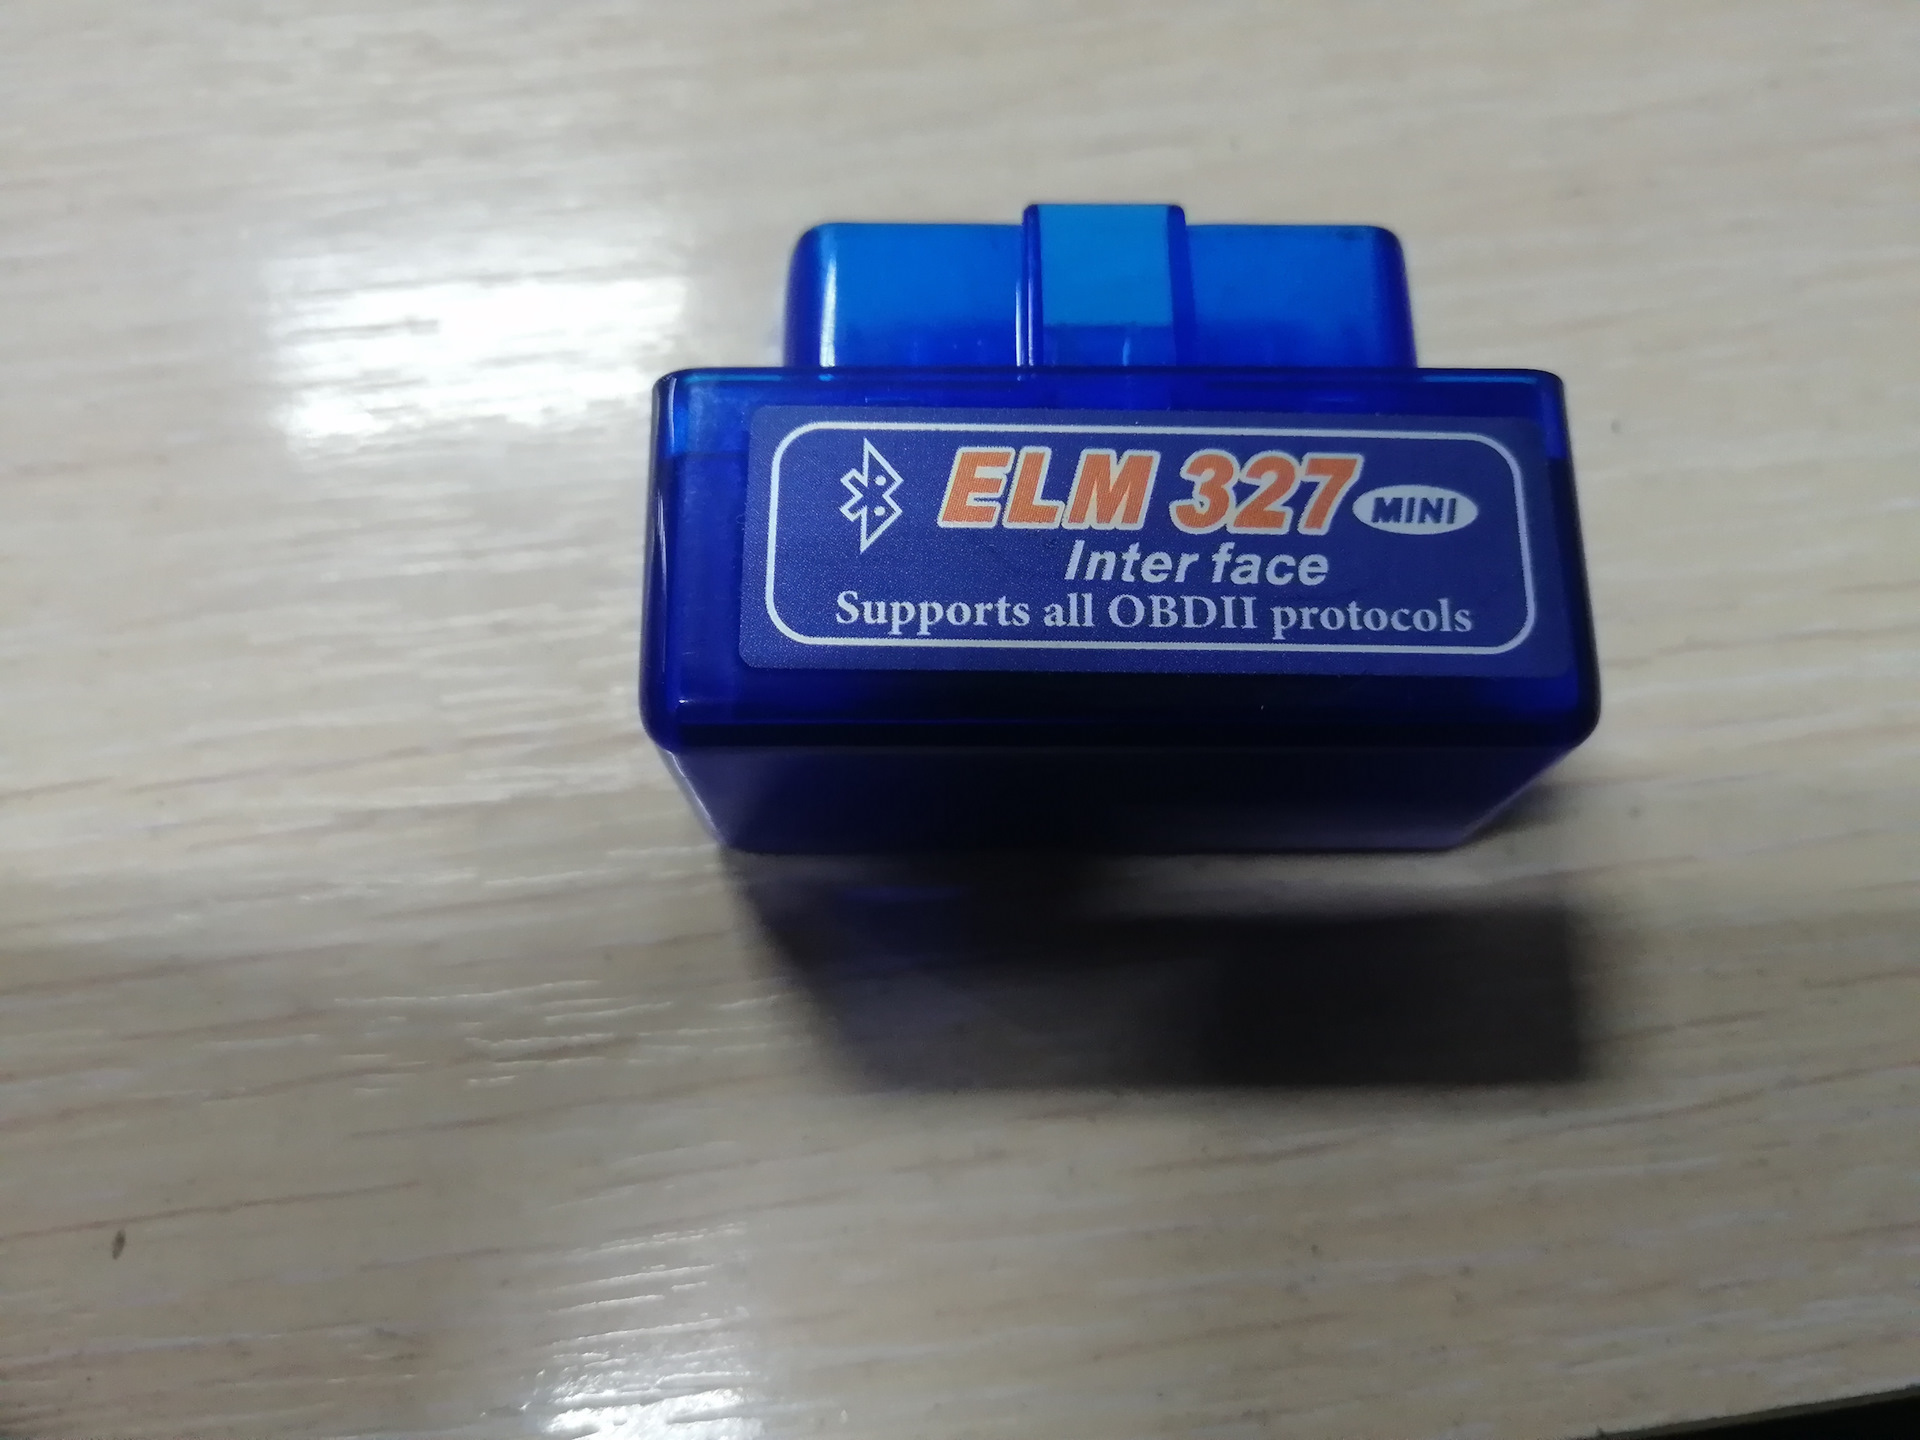 ELM 327 MINI
Inter face
Supports all OBDII protocols